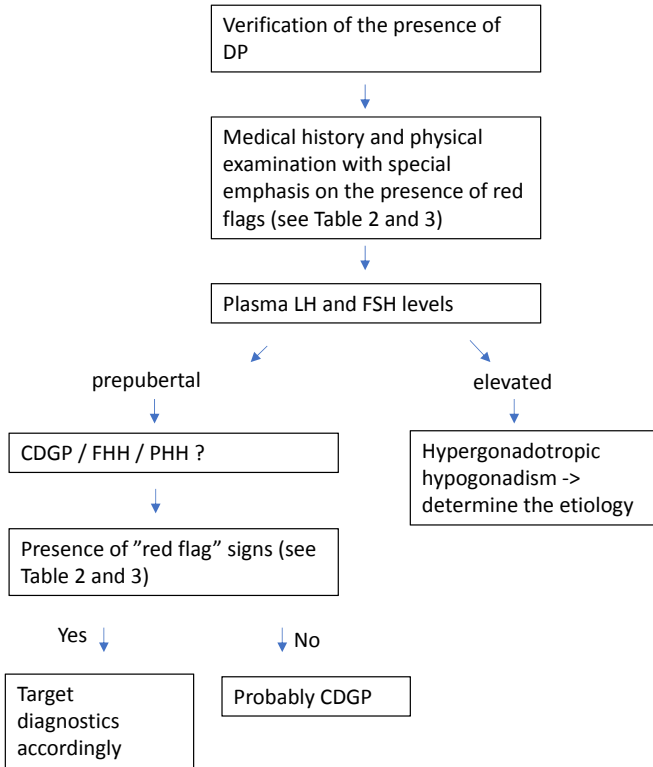 Verification of the presence of
DP
Medical history and physical
examination with special
emphasis on the presence of red
flags (see Table 2 and 3)
Plasma LH and FSH levels
prepubertal
elevated
CDGP / FHH / PHH ?
Hypergonadotropic
hypogonadism ->
determine the etiology
Presence of ”red flag” signs (see
Table 2 and 3)
Yes
No
Target
diagnostics
accordingly
Probably CDGP